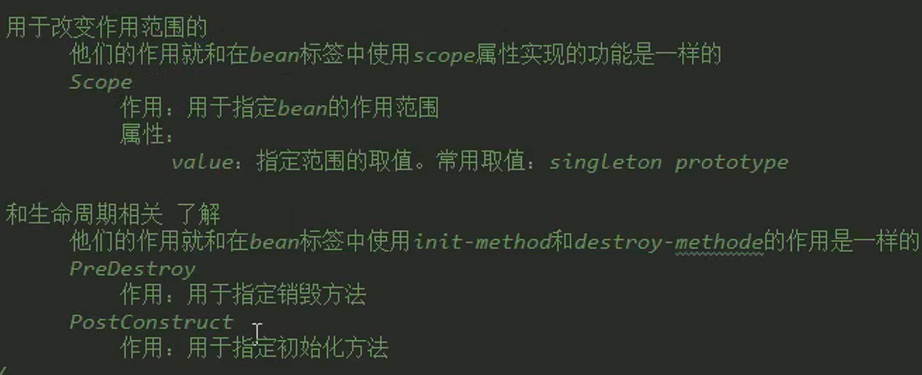 用于改变作用范围的
他们的作用就和在bean标签中使用scope属性实现的功能是一样的
Scope
作用：用于指定bean的作用范围
属性：
value：指定范围的取值。常用取值：singleton prototype
和生命周期相关 了解
他们的作用就和在bean标签中使用init-method和destroy-methode的作用是一样的
PreDestroy
作用：用于指定销毁方法
PostConstruct
作用：用于指定初始化方法